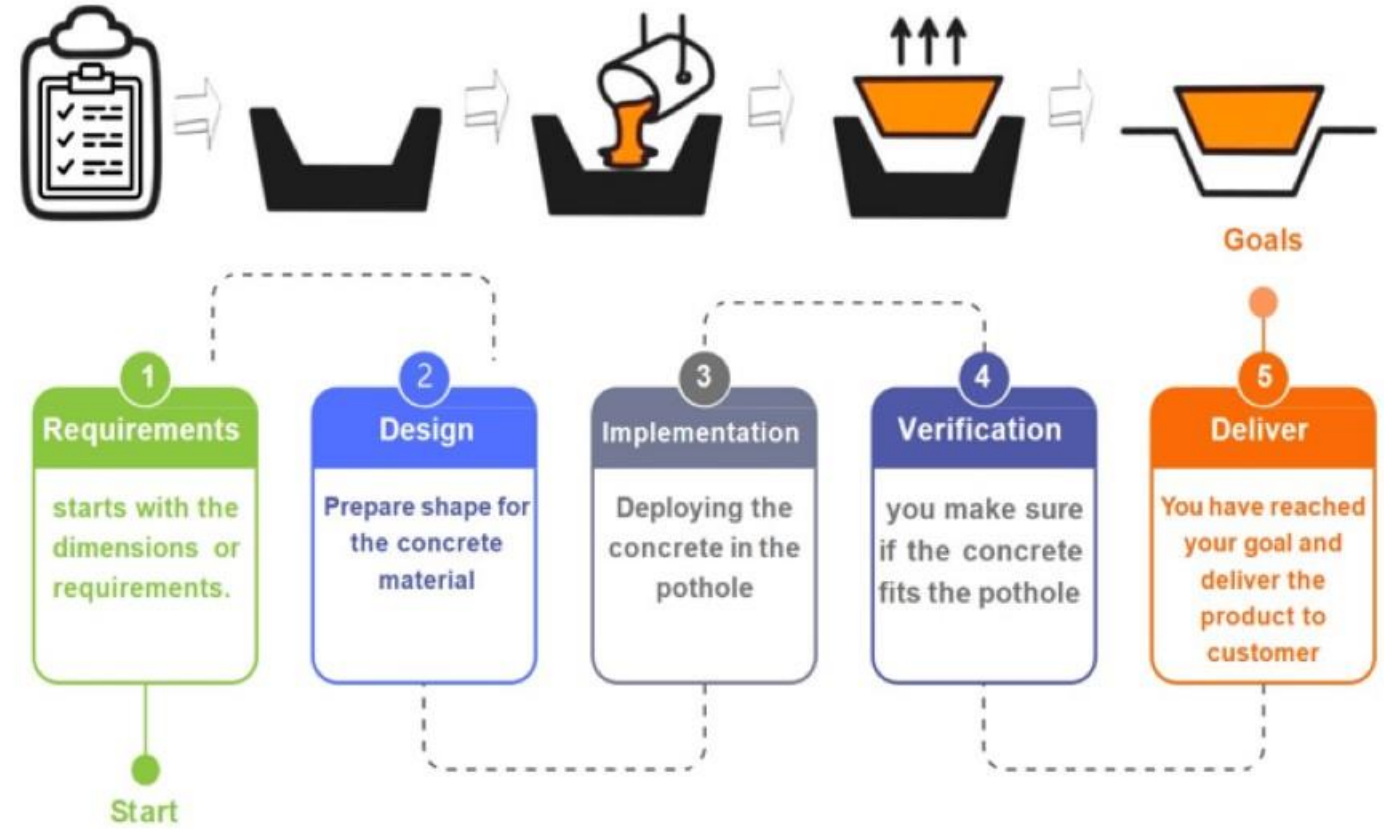 Goals
1
Requirements
starts with the
dimensions or
requirements.
Start
2
Design
Prepare shape for
the concrete
material
3
Implementation
Deploying the
concrete in the
pothole
4
Verification
you make sure
if the concrete
fits the pothole
5
Deliver
You have reached
your goal and
deliver the
product to
customer